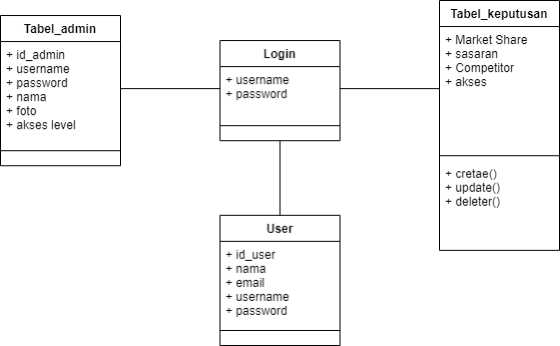 Tabel_admin
+ id_admin
+ username
+ password
+ nama
+ foto
+ akses level
Login
+ username
+ password
Tabel_keputusan
+ Market Share
+ sasaran
+ Competitor
+ akses
+ cretae()
+ update()
+ deleter()
User
+ id_user
+ nama
+ email
+ username
+ password